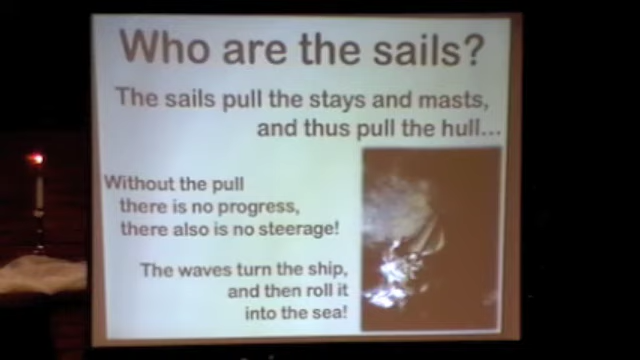 Who are the sails?
The sails pull the stays and masts,
and thus pull the hull...
Without the pull
there is no progress,
there also is no steerage!
The waves turn the ship,
and then roll it
into the sea!